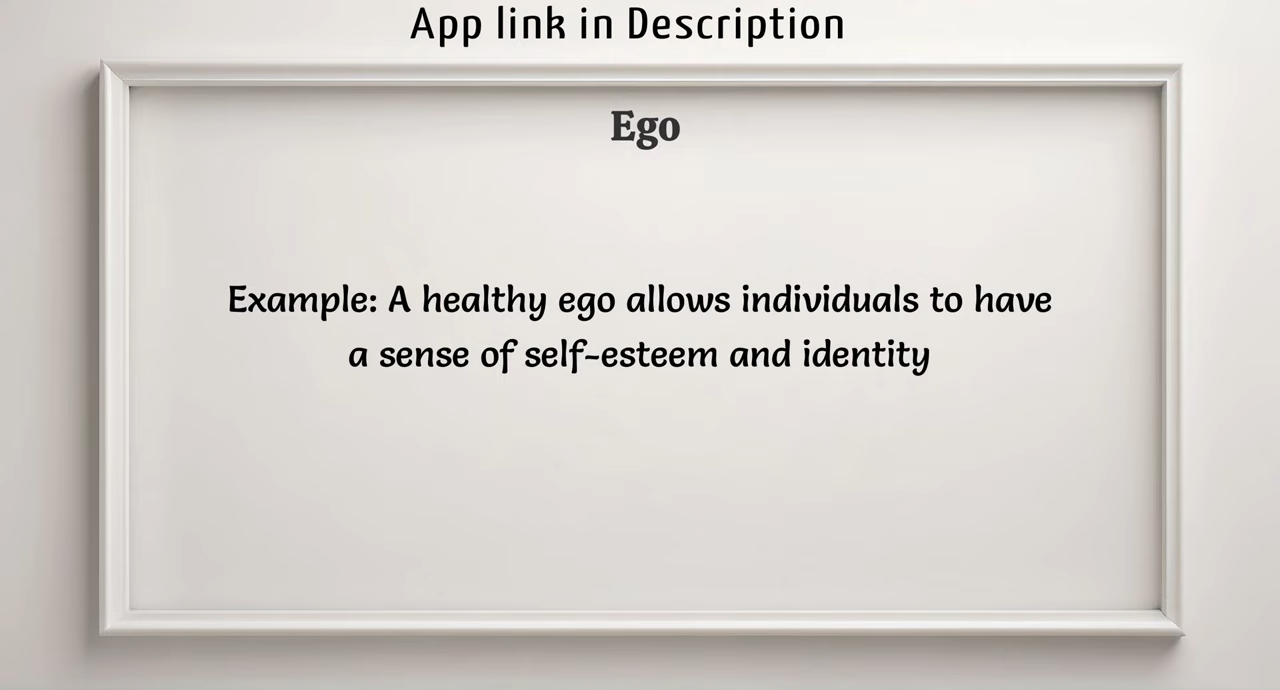 App link in Description
Ego
Example: A healthy ego allows individuals to have
a sense of self-esteem and identity